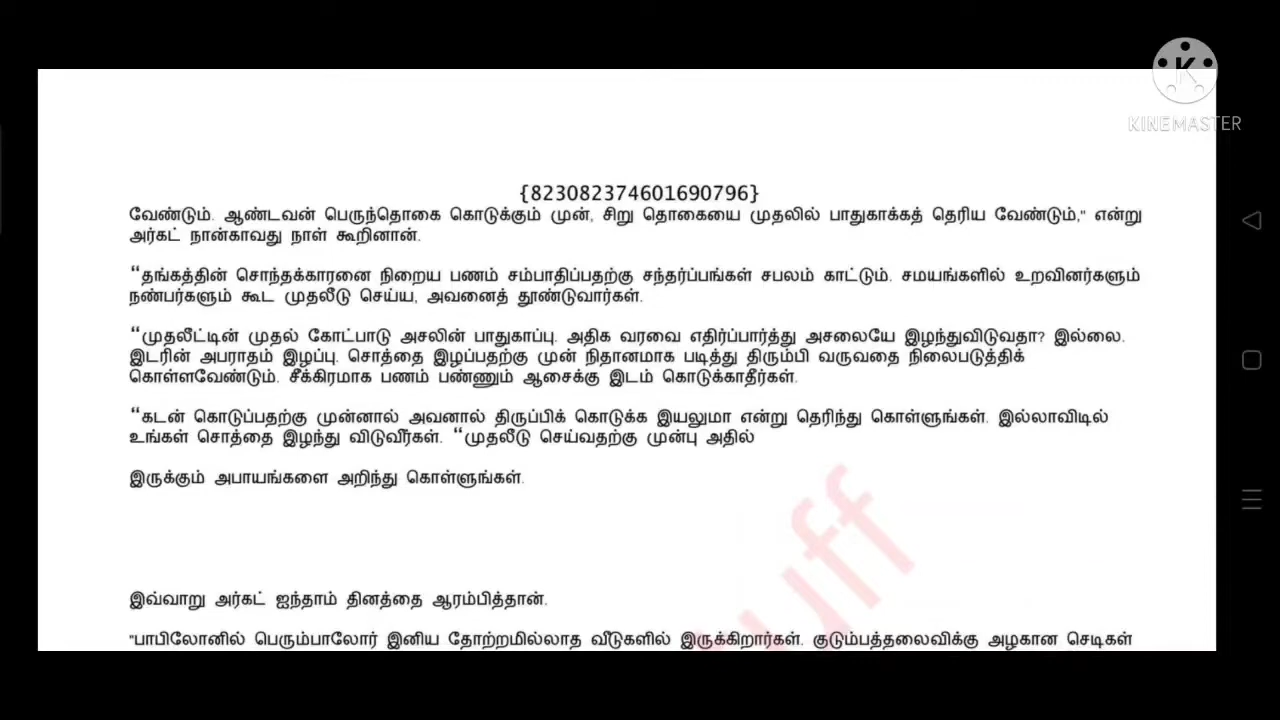 KINEMASTER
{823082374601690796}
வேண்டும். ஆண்டவன் பெருந்தொகை கொடுக்கும் முன், சிறு தொகையை முதலில் பாதுகாக்கத் தெரிய வேண்டும்," என்று
அர்கட் நான்காவது நாள் கூறினான்.
“தங்கத்தின் சொந்தக்காரனை நிறைய பணம் சம்பாதிப்பதற்கு சந்தர்ப்பங்கள் சபலம் காட்டும். சமயங்களில் உறவினர்களும்
நண்பர்களும் கூட முதலீடு செய்ய, அவனைத் தூண்டுவார்கள்.
“முதலீட்டின் முதல் கோட்பாடு அசலின் பாதுகாப்பு. அதிக வரவை எதிர்ப்பார்த்து அசலையே இழந்துவிடுவதா? இல்லை.
இடரின் அபராதம் இழப்பு. சொத்தை இழப்பதற்கு முன் நிதானமாக படித்து திரும்பி வருவதை நிலைபடுத்திக்
கொள்ளவேண்டும். சீக்கிரமாக பணம் பண்ணும் ஆசைக்கு இடம் கொடுக்காதீர்கள்.
“கடன் கொடுப்பதற்கு முன்னால் அவனால் திருப்பிக் கொடுக்க இயலுமா என்று தெரிந்து கொள்ளுங்கள். இல்லாவிடில்
உங்கள் சொத்தை இழந்து விடுவீர்கள். “முதலீடு செய்வதற்கு முன்பு அதில்
இருக்கும் அபாயங்களை அறிந்து கொள்ளுங்கள்.
இவ்வாறு அர்கட் ஐந்தாம் தினத்தை ஆரம்பித்தான்.
"பாபிலோனில் பெரும்பாலோர் இனிய தோற்றமில்லாத வீடுகளில் இருக்கிறார்கள். குடும்பத்தலைவிக்கு அழகான செடிகள்